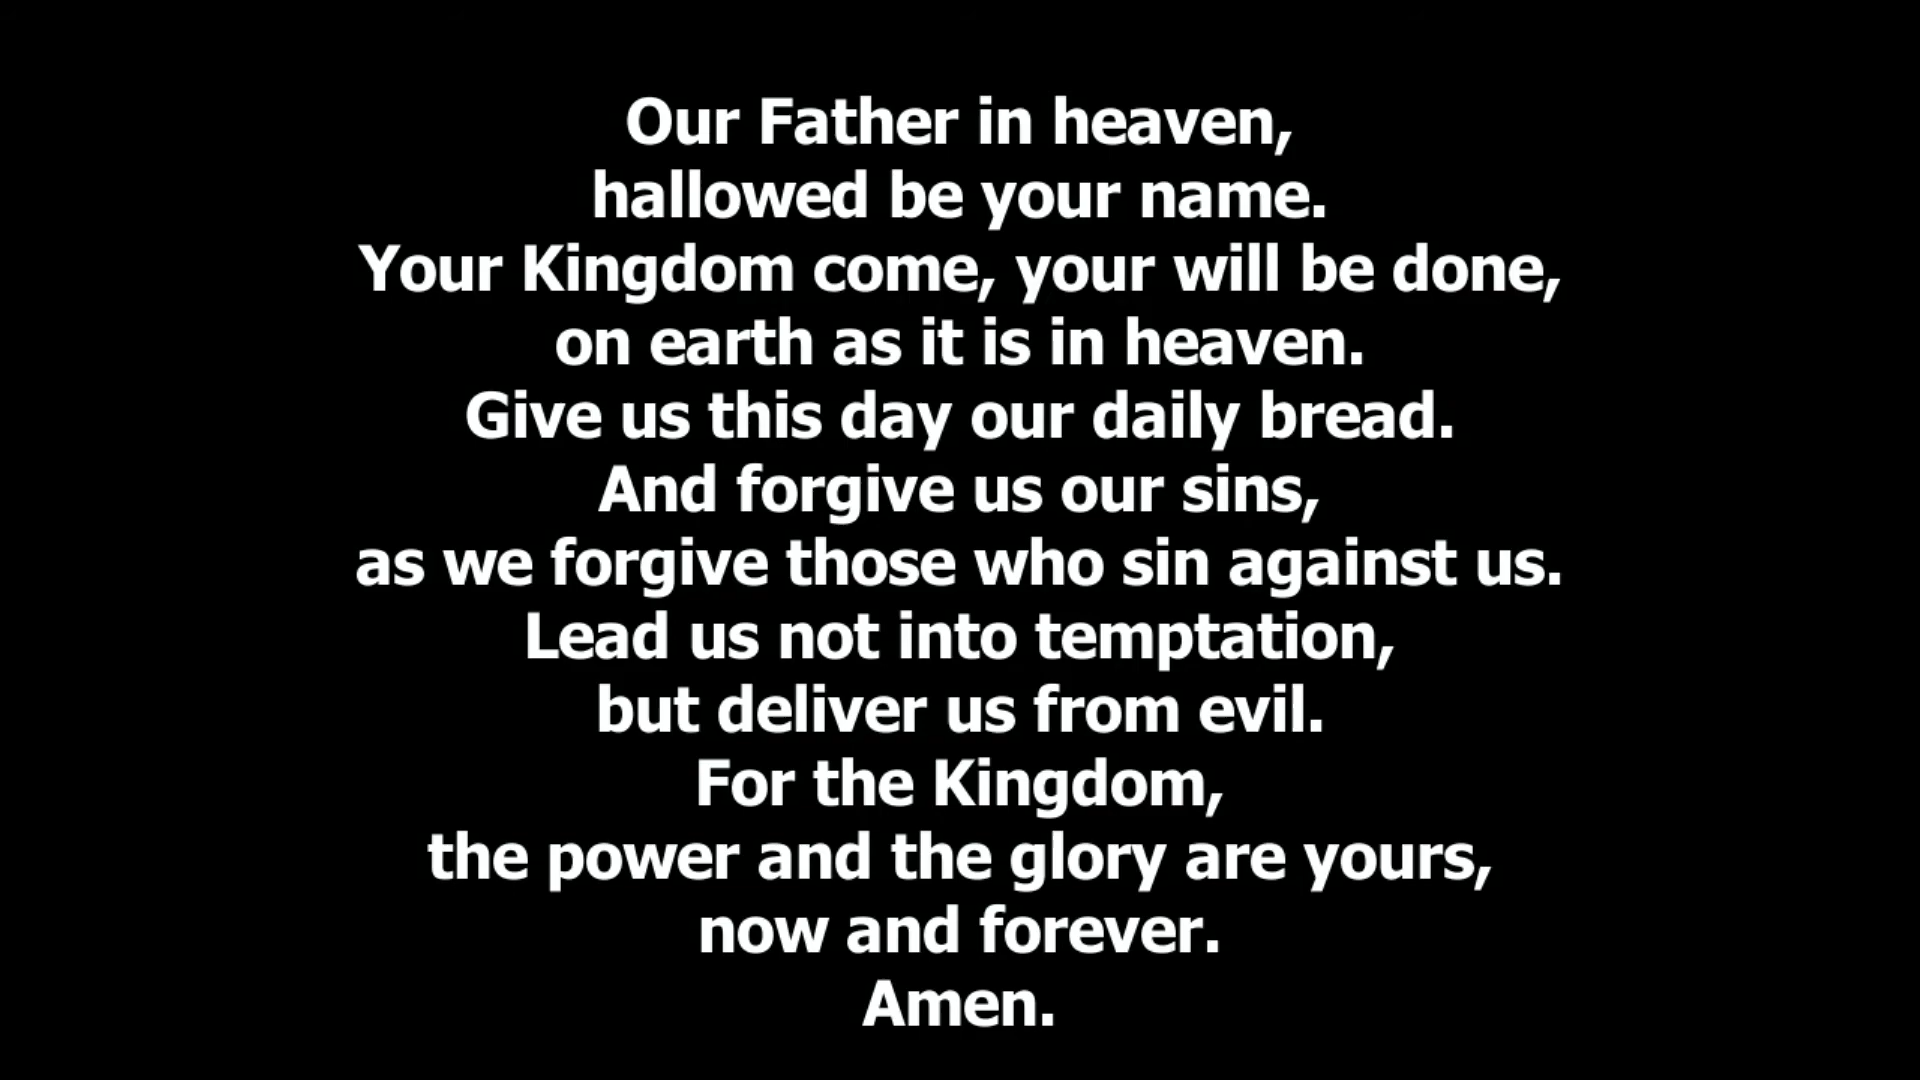 Our Father in heaven,
hallowed be your name.
Your Kingdom come, your will be done,
on earth as it is in heaven.
Give us this day our daily bread.
And forgive us our sins,
as we forgive those who sin against us.
Lead us not into temptation,
but deliver us from evil.
For the Kingdom,
the power and the glory are yours,
now and forever.
Amen.